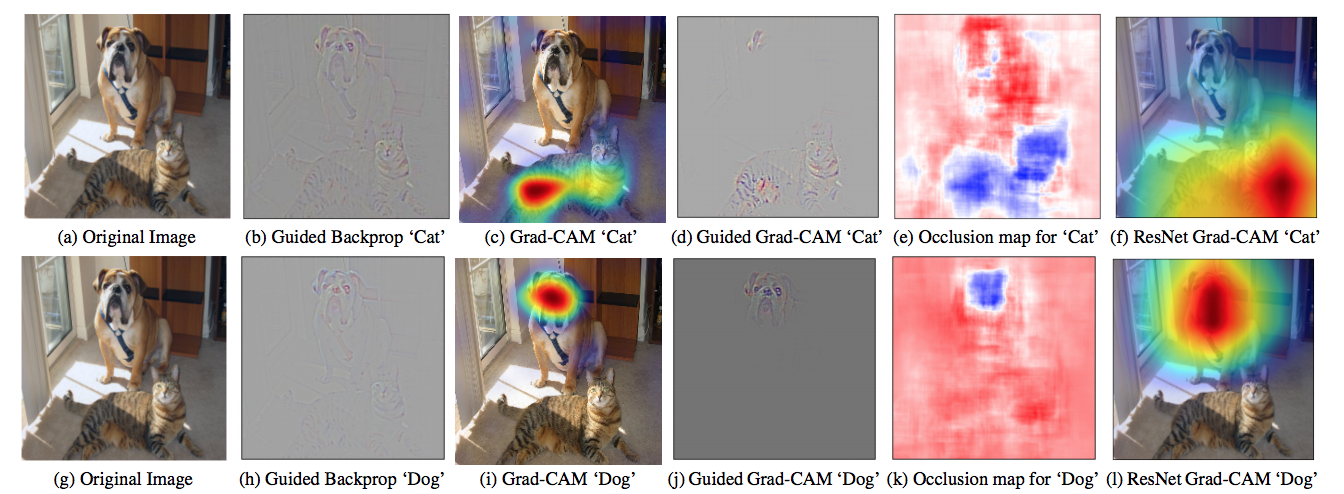 (a) Original Image
(b) Guided Backprop ‘Cat’
(c) Grad-CAM ‘Cat’
(d) Guided Grad-CAM ‘Cat’
(e) Occlusion map for ‘Cat’
(f) ResNet Grad-CAM ‘Cat’
(g) Original Image
(h) Guided Backprop ‘Dog’
(i) Grad-CAM ‘Dog’
(j) Guided Grad-CAM ‘Dog’
(k) Occlusion map for ‘Dog’
(l) ResNet Grad-CAM ‘Dog’